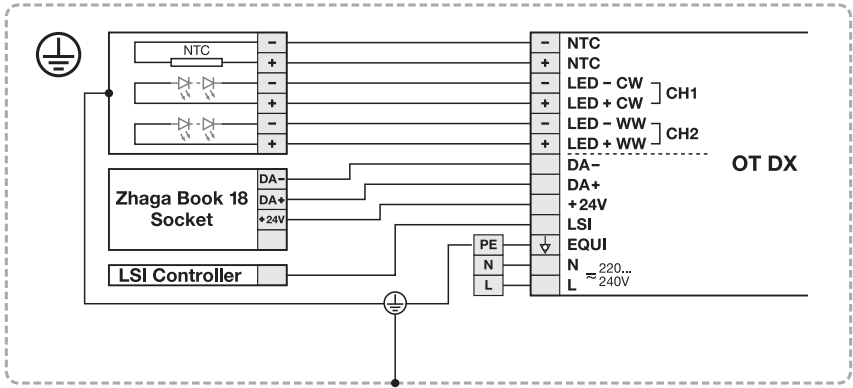 NTC
-
+
-
+
-
+
Zhaga Book 18
Socket
DA-
DA+
+24V
LSI Controller
PE
N
L
- NTC
+ NTC
- LED - CW
+ LED + CW
CH1
- LED - WW
+ LED + WW
CH2
DA-
DA+
+24V
LSI
EQUI
N
L
≂ 220...
240V
OT DX